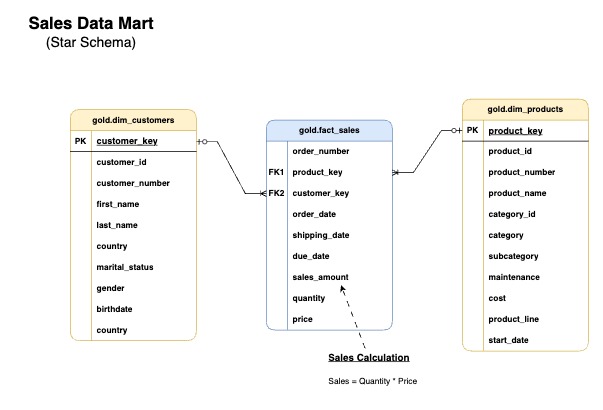 Sales Data Mart
(Star Schema)
gold.dim_customers
PK customer_key
customer_id
customer_number
first_name
last_name
country
marital_status
gender
birthdate
country
gold.fact_sales
order_number
FK1 product_key
FK2 customer_key
order_date
shipping_date
due_date
sales_amount
quantity
price
gold.dim_products
PK product_key
product_id
product_number
product_name
category_id
category
subcategory
maintenance
cost
product_line
start_date
Sales Calculation
Sales = Quantity * Price